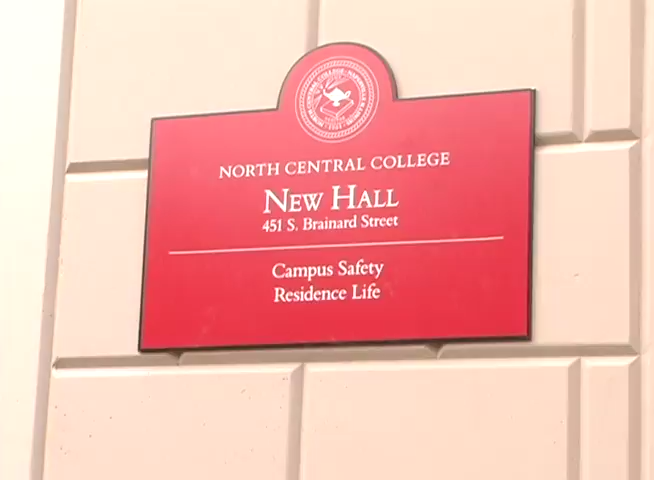 NORTH CENTRAL COLLEGE
NEW HALL
451 S. Brainard Street
Campus Safety
Residence Life